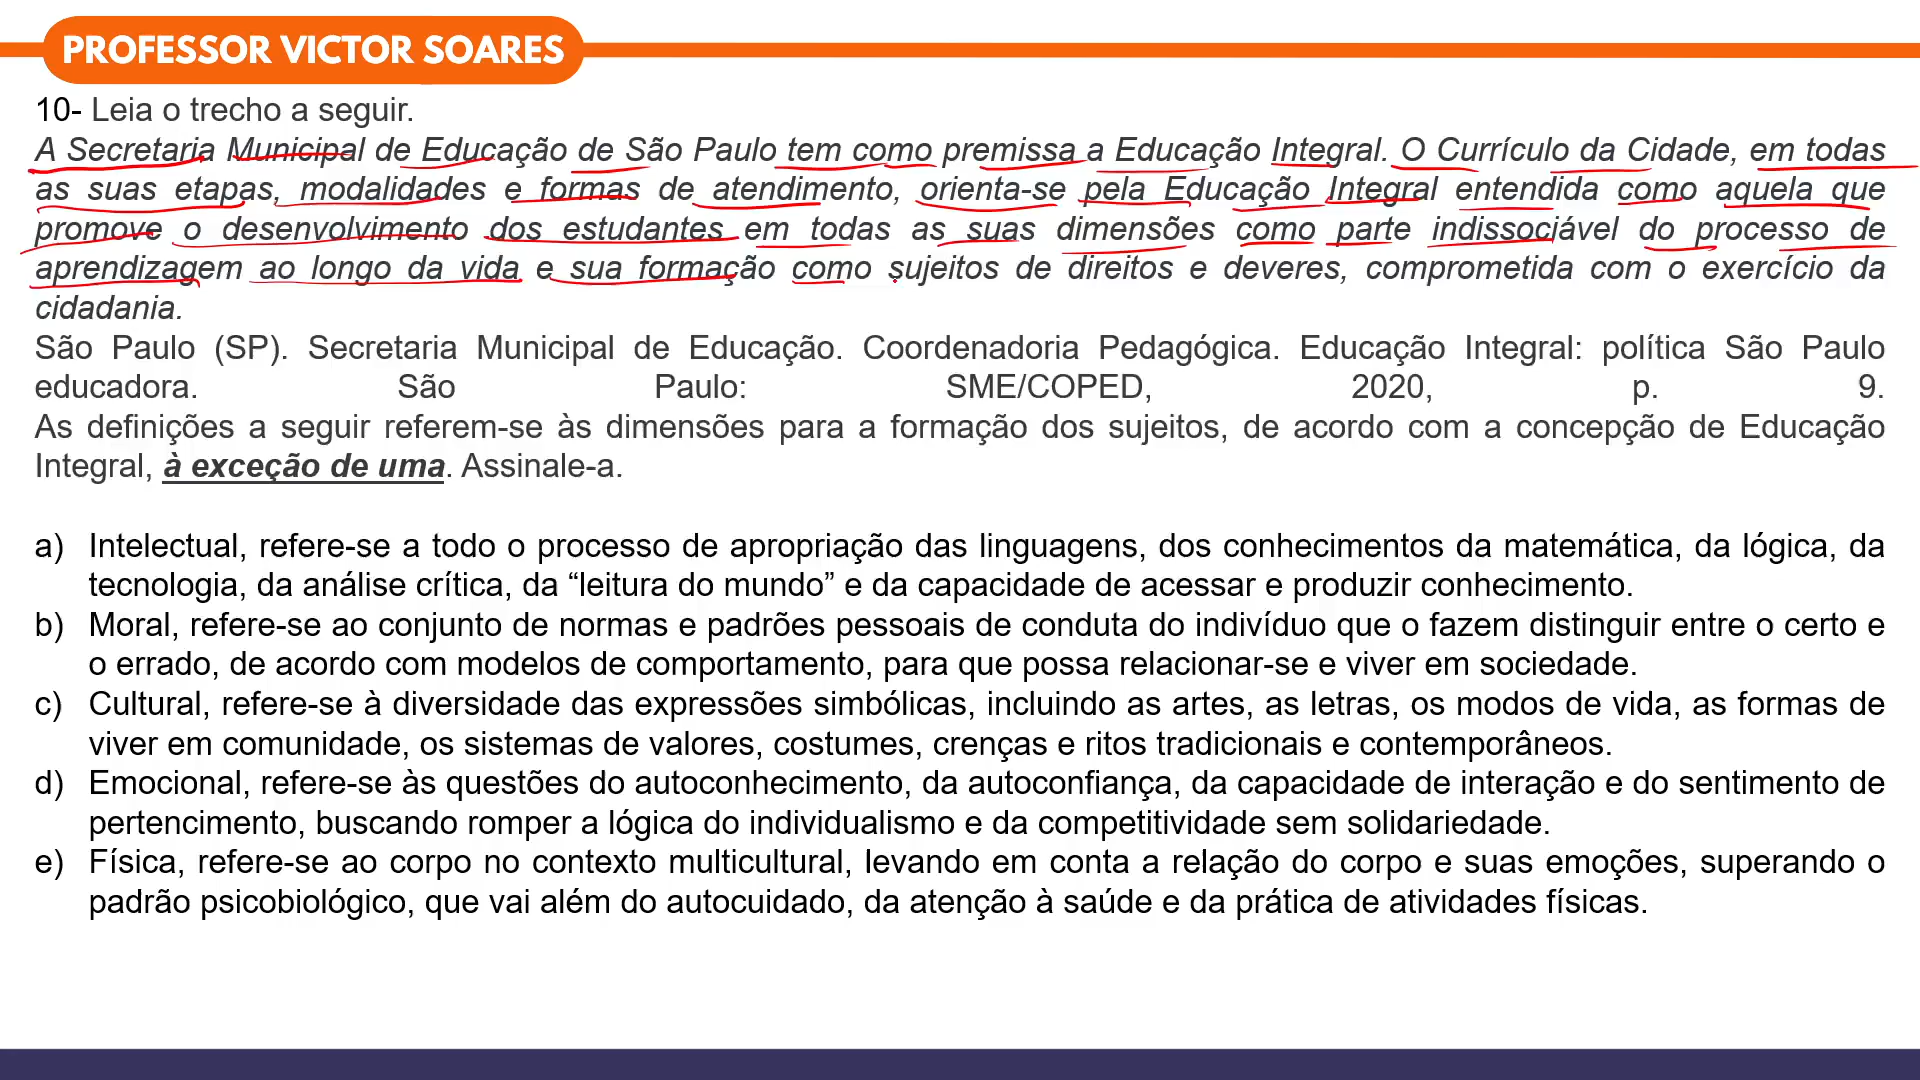 PROFESSOR VICTOR SOARES
10- Leia o trecho a seguir.
A Secretaria Municipal de Educação de São Paulo tem como premissa a Educação Integral. O Currículo da Cidade, em todas
as suas etapas, modalidades e formas de atendimento, orienta-se pela Educação Integral entendida como aquela que
promove o desenvolvimento dos estudantes em todas as suas dimensões como parte indissociável do processo de
aprendizagem ao longo da vida e sua formação como sujeitos de direitos e deveres, comprometida com o exercício da
cidadania.
São Paulo (SP). Secretaria Municipal de Educação. Coordenadoria Pedagógica. Educação Integral: política São Paulo
educadora. São Paulo: SME/COPED, 2020, p. 9.
As definições a seguir referem-se às dimensões para a formação dos sujeitos, de acordo com a concepção de Educação
Integral, à exceção de uma. Assinale-a.
a) Intelectual, refere-se a todo o processo de apropriação das linguagens, dos conhecimentos da matemática, da lógica, da
tecnologia, da análise crítica, da “leitura do mundo” e da capacidade de acessar e produzir conhecimento.
b) Moral, refere-se ao conjunto de normas e padrões pessoais de conduta do indivíduo que o fazem distinguir entre o certo e
o errado, de acordo com modelos de comportamento, para que possa relacionar-se e viver em sociedade.
c) Cultural, refere-se à diversidade das expressões simbólicas, incluindo as artes, as letras, os modos de vida, as formas de
viver em comunidade, os sistemas de valores, costumes, crenças e ritos tradicionais e contemporâneos.
d) Emocional, refere-se às questões do autoconhecimento, da autoconfiança, da capacidade de interação e do sentimento de
pertencimento, buscando romper a lógica do individualismo e da competitividade sem solidariedade.
e) Física, refere-se ao corpo no contexto multicultural, levando em conta a relação do corpo e suas emoções, superando o
padrão psicobiológico, que vai além do autocuidado, da atenção à saúde e da prática de atividades físicas.